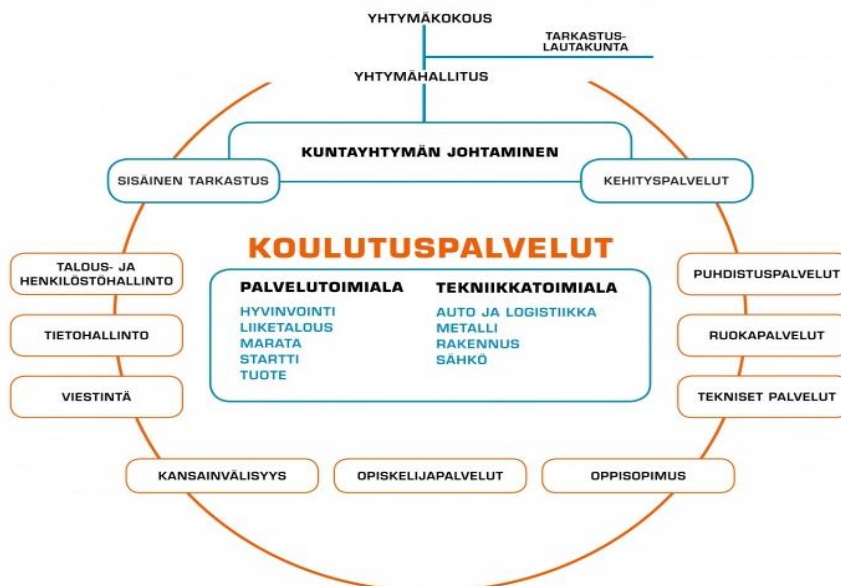 YHTYMÄKOKOUS
TARKASTUS-
LAUTAKUNTA
YHTYMÄHALLITUS
KUNTAYHTYMÄN JOHTAMINEN
SISÄINEN TARKASTUS
KEHITYSPALVELUT
KOULUTUSPALVELUT
TALOUS- JA
HENKILÖSTÖHALLINTO
TIETOHALLINTO
VIESTINTÄ
PALVELUTOIMIALA
HYVINVOINTI
LIIKETALOUS
MARATA
STARTTI
TUOTE
TEKNIIKKATOIMIALA
AUTO JA LOGISTIIKKA
METALLI
RAKENNUS
SÄHKÖ
PUHDISTUSPALVELUT
RUOKAPALVELUT
TEKNISET PALVELUT
KANSAINVÄLISYYS
OPISKELIJAPALVELUT
OPPISOPIMUS